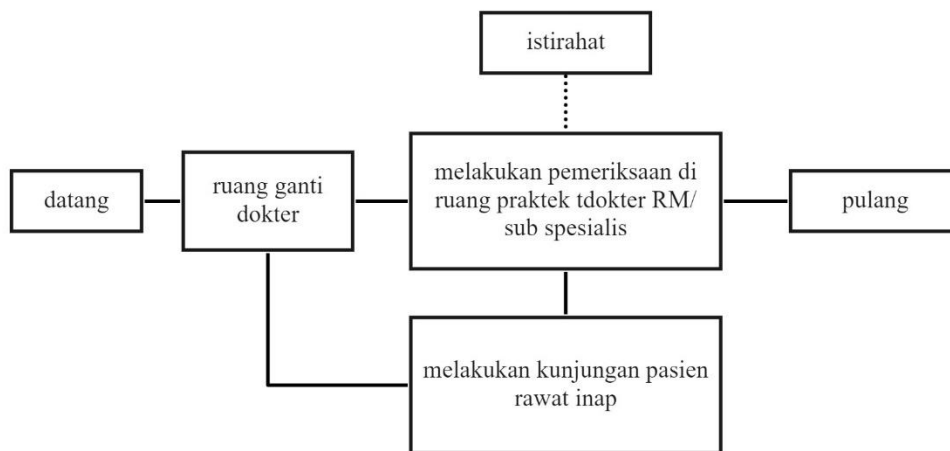 istirahat
datang
ruang ganti
dokter
melakukan pemeriksaan di
ruang praktek tdokter RM/
sub spesialis
pulang
melakukan kunjungan pasien
rawat inap